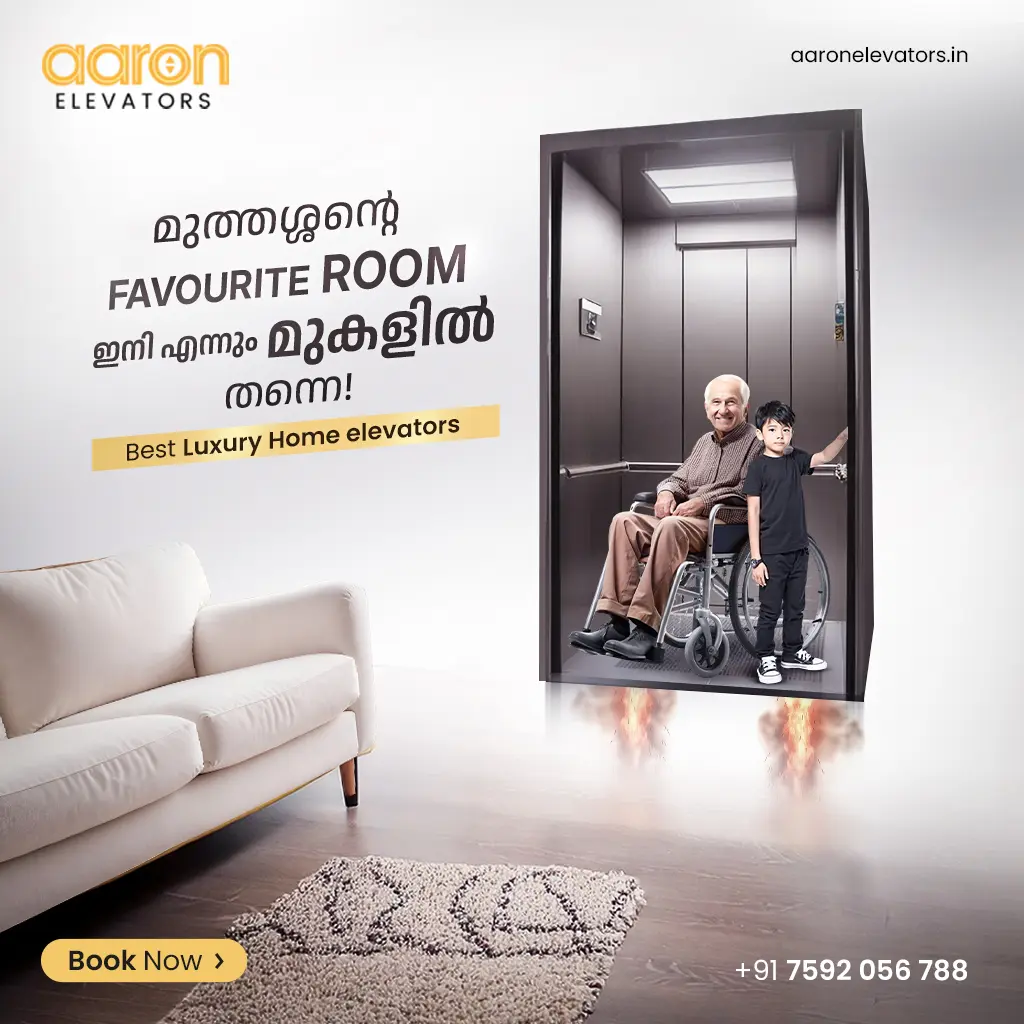 aaron
ELEVATORS
aaronelevators.in
മുത്തശ്ശന്റെ
FAVOURITE ROOM
ഇനി എന്നും മുകളിൽ
തന്നെ!
Best Luxury Home elevators
Book Now >
+91 7592 056 788